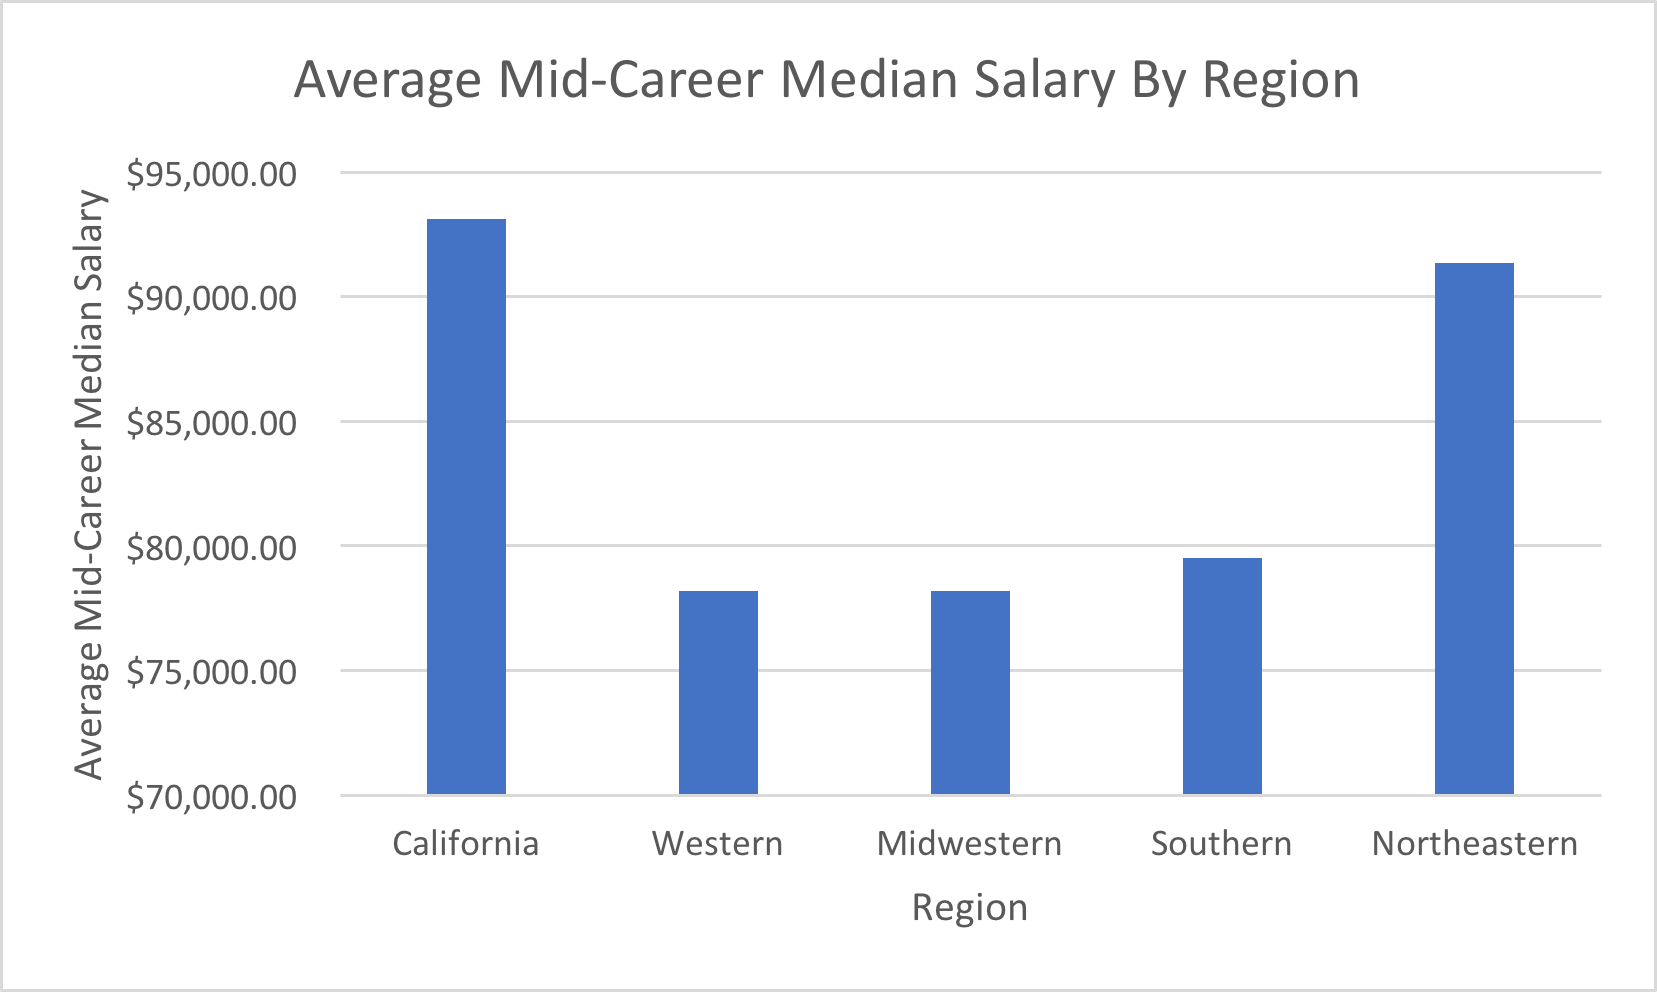 Average Mid-Career Median Salary By Region
Average Mid-Career Median Salary
$95,000.00
$90,000.00
$85,000.00
$80,000.00
$75,000.00
$70,000.00
California Western Midwestern Southern Northeastern
Region